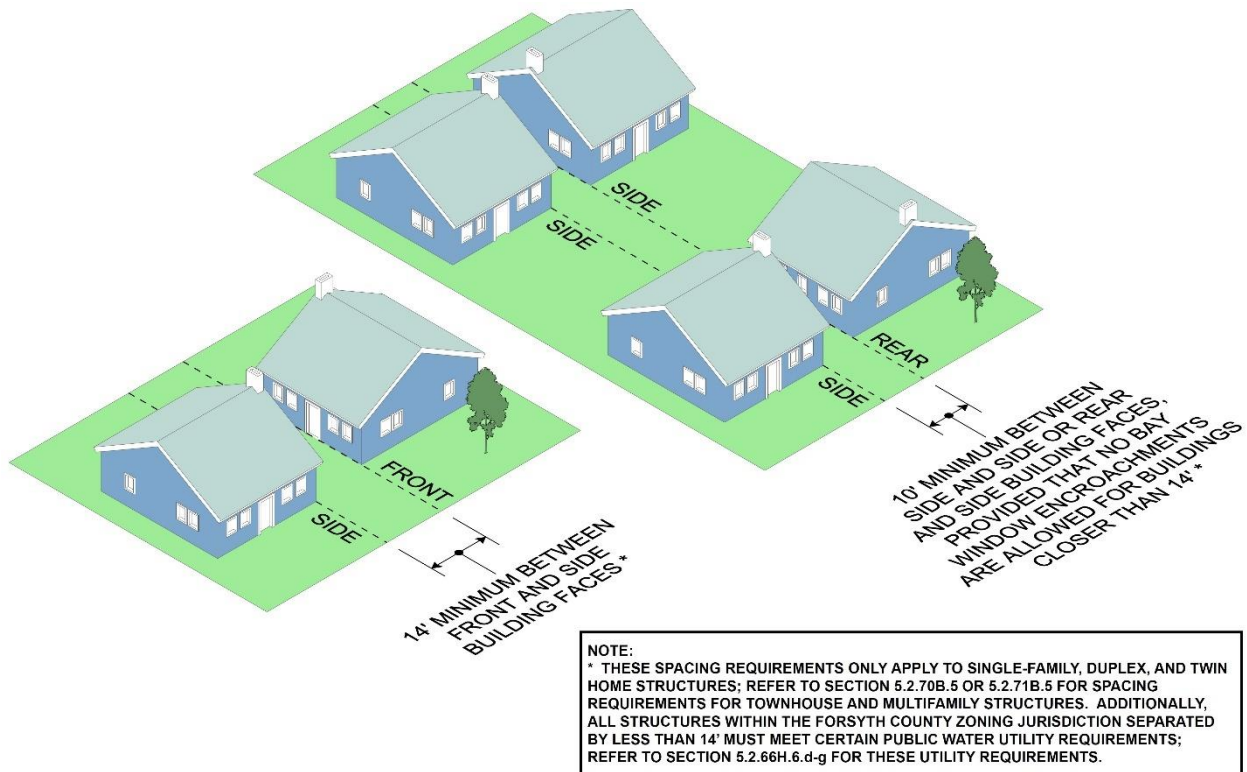 SIDE
SIDE
REAR
SIDE
10' MINIMUM BETWEEN
SIDE AND SIDE OR REAR
AND SIDE BUILDING FACES,
PROVIDED THAT NO BAY
WINDOW ENCROACHMENTS
ARE ALLOWED FOR BUILDINGS
CLOSER THAN 14' *
FRONT
SIDE
14' MINIMUM BETWEEN
FRONT AND SIDE
BUILDING FACES *
NOTE:
* THESE SPACING REQUIREMENTS ONLY APPLY TO SINGLE-FAMILY, DUPLEX, AND TWIN
HOME STRUCTURES; REFER TO SECTION 5.2.70B.5 OR 5.2.71B.5 FOR SPACING
REQUIREMENTS FOR TOWNHOUSE AND MULTIFAMILY STRUCTURES. ADDITIONALLY,
ALL STRUCTURES WITHIN THE FORSYTH COUNTY ZONING JURISDICTION SEPARATED
BY LESS THAN 14' MUST MEET CERTAIN PUBLIC WATER UTILITY REQUIREMENTS;
REFER TO SECTION 5.2.66H.6.d-g FOR THESE UTILITY REQUIREMENTS.